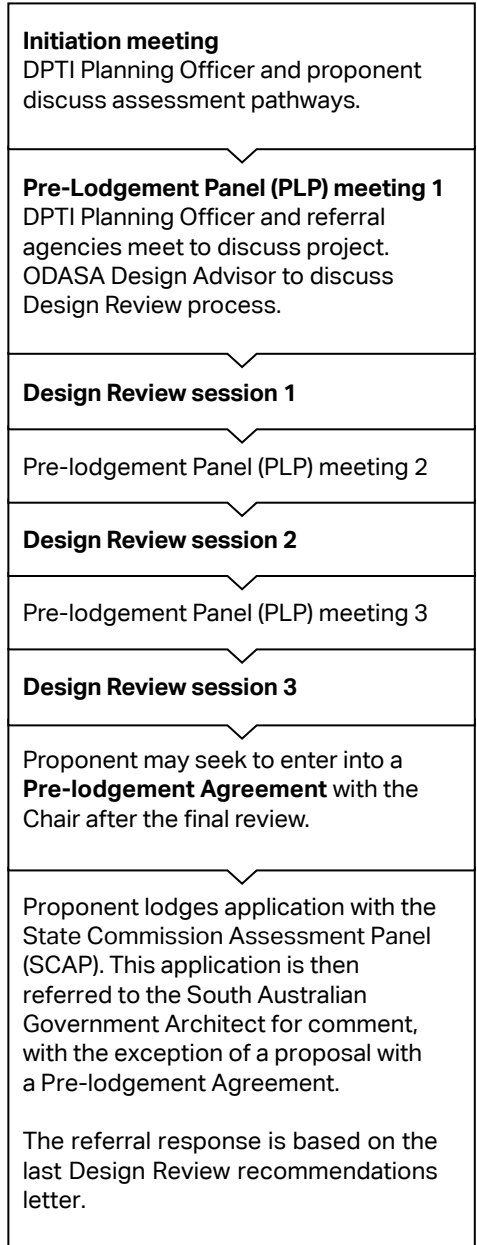 Initiation meeting
DPTI Planning Officer and proponent
discuss assessment pathways.
Pre-Lodgement Panel (PLP) meeting 1
DPTI Planning Officer and referral
agencies meet to discuss project.
ODASA Design Advisor to discuss
Design Review process.
Design Review session 1
Pre-lodgement Panel (PLP) meeting 2
Design Review session 2
Pre-lodgement Panel (PLP) meeting 3
Design Review session 3
Proponent may seek to enter into a
Pre-lodgement Agreement with the
Chair after the final review.
Proponent lodges application with the
State Commission Assessment Panel
(SCAP). This application is then
referred to the South Australian
Government Architect for comment,
with the exception of a proposal with
a Pre-lodgement Agreement.
The referral response is based on the
last Design Review recommendations
letter.